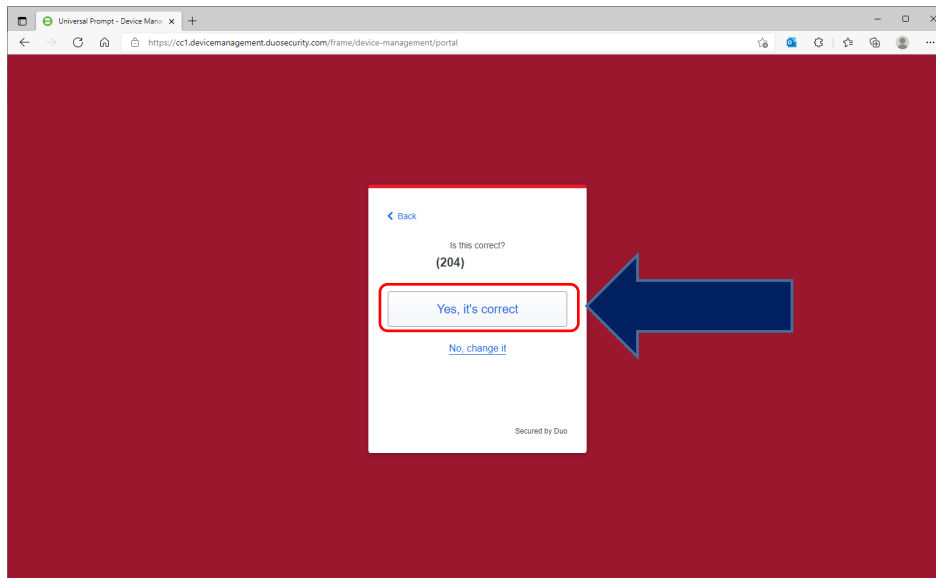 Universal Prompt - Device Mana
https://cc1.devicemanagement.duosecurity.com/frame/device-management/portal
Back
Is this correct?
(204)
Yes, it's correct
No, change it
Secured by Duo